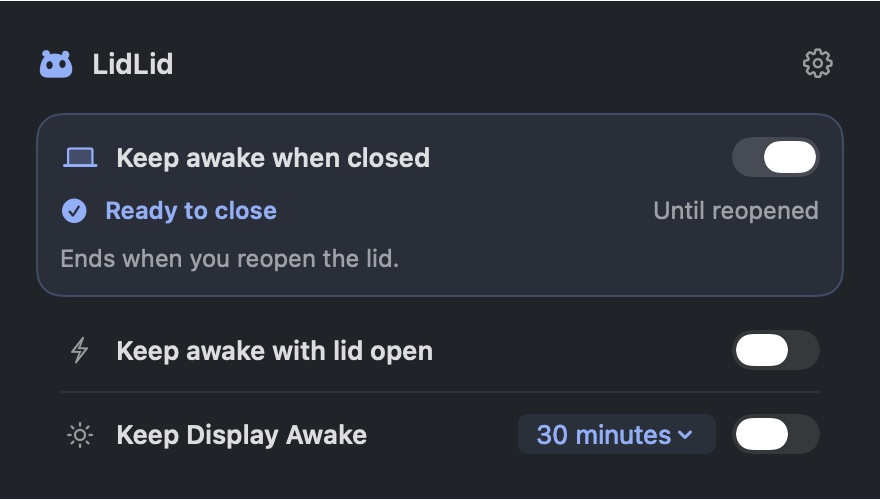 LidLid
Keep awake when closed
Ready to close
Until reopened
Ends when you reopen the lid.
Keep awake with lid open
Keep Display Awake
30 minutes